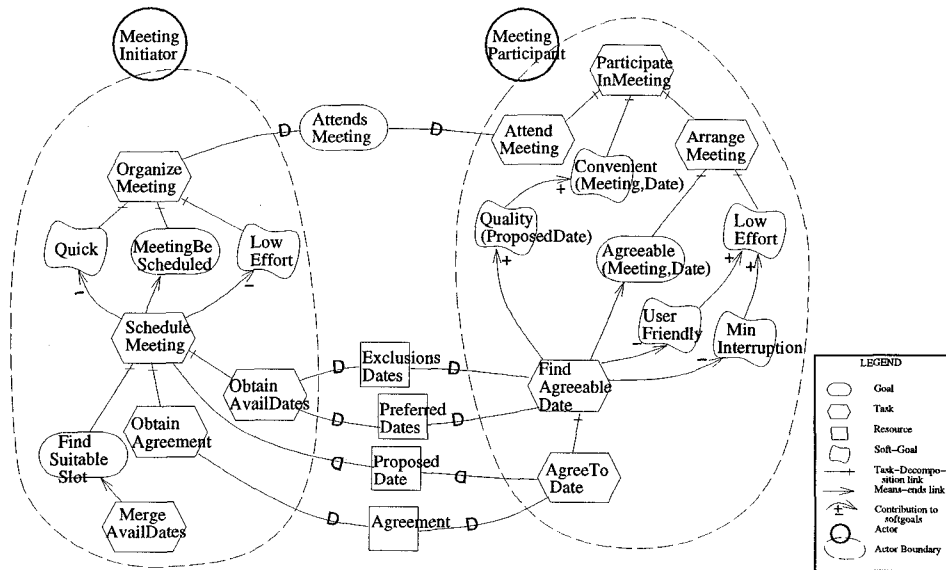 Meeting
Initiator
Meeting
Participant
Participate
InMeeting
Attends
Meeting
D
D
Attend
Meeting
Arrange
Meeting
Organize
Meeting
Convenient
(Meeting,Date)
+
Quick
MeetingBe
Scheduled
Low
Effort
Quality
(ProposedDate)
+
Agreeable
(Meeting,Date)
Low
Effort
+
+
–
–
Schedule
Meeting
User
Friendly
–
Min
Interruption
–
Obtain
AvailDates
D
Exclusions
Dates
D
Find
Agreeable
Date
D
Preferred
Dates
D
Obtain
Agreement
Find
Suitable
Slot
D
Proposed
Date
D
AgreeTo
Date
Merge
AvailDates
D
Agreement
D
LEGEND
Goal
Task
Resource
Soft–Goal
Task–Decompo–
sition link
Means–ends link
+
Contribution to
softgoals
Actor
Actor Boundary